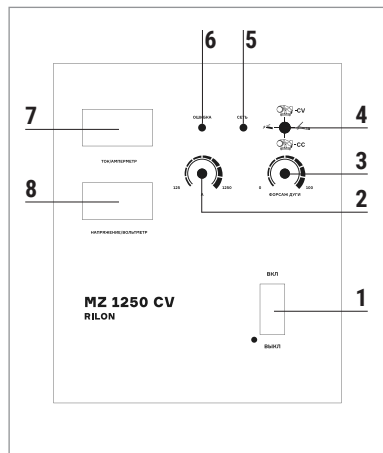 6 5
7
ОШИБКА СЕТЬ
-CV
4
-CC
ТОК/АМПЕРМЕТР
3
8
120 A 1250 0 100
ФОРСАЖ ДУГИ
2
НАПРЯЖЕНИЕ/ВОЛЬТМЕТР
ВКЛ
1
MZ 1250 CV
RILON
ВЫКЛ